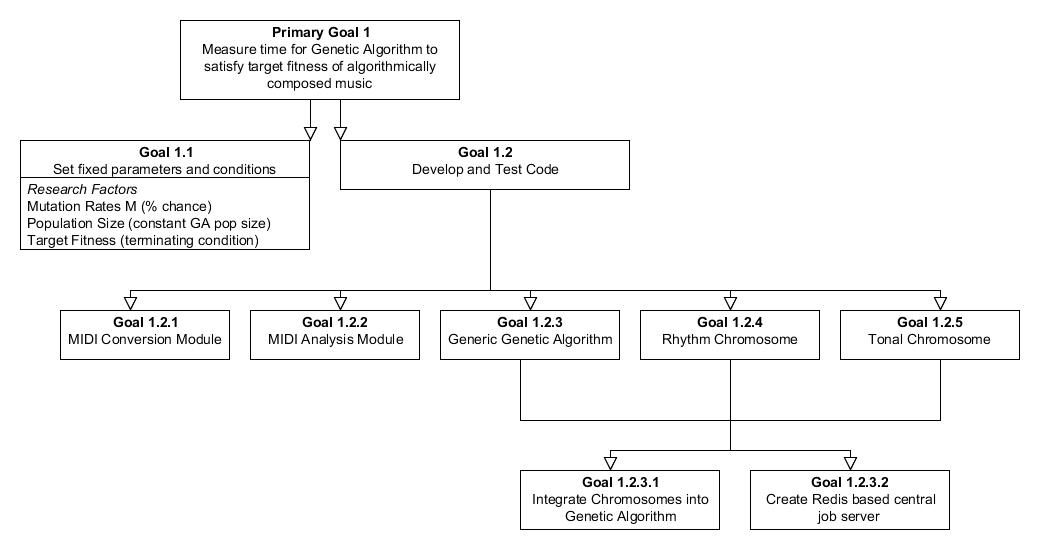 Primary Goal 1
Measure time for Genetic Algorithm to
satisfy target fitness of algorithmically
composed music
Goal 1.1
Set fixed parameters and conditions
Research Factors
Mutation Rates M (% chance)
Population Size (constant GA pop size)
Target Fitness (terminating condition)
Goal 1.2
Develop and Test Code
Goal 1.2.1
MIDI Conversion Module
Goal 1.2.2
MIDI Analysis Module
Goal 1.2.3
Generic Genetic Algorithm
Goal 1.2.4
Rhythm Chromosome
Goal 1.2.5
Tonal Chromosome
Goal 1.2.3.1
Integrate Chromosomes into
Genetic Algorithm
Goal 1.2.3.2
Create Redis based central
job server